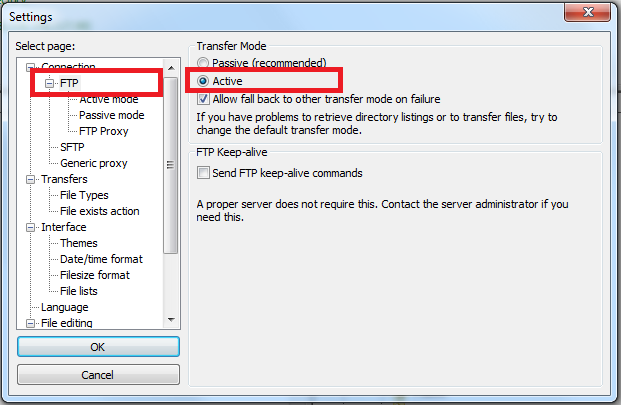 Settings
Select page:
Connection
FTP
Active mode
Passive mode
FTP Proxy
SFTP
Generic proxy
Transfers
File Types
File exists action
Interface
Themes
Date/time format
Filesize format
File lists
Language
File editing
OK
Cancel
Transfer Mode
Passive (recommended)
Active
Allow fall back to other transfer mode on failure
If you have problems to retrieve directory listings or to transfer files, try to
change the default transfer mode.
FTP Keep-alive
Send FTP keep-alive commands
A proper server does not require this. Contact the server administrator if you
need this.